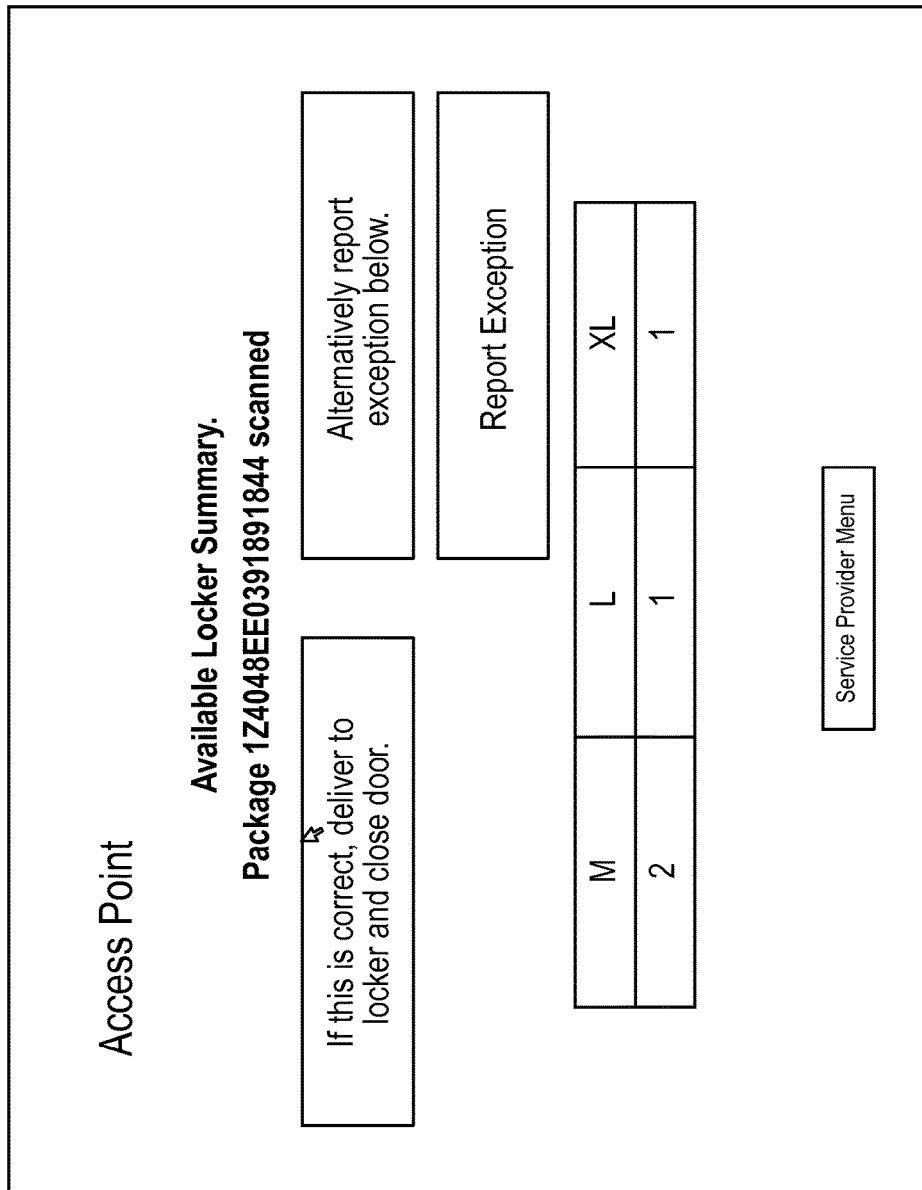 Access Point
Available Locker Summary.
Package 1Z4048EE0391891844 scanned
If this is correct, deliver to
locker and close door.
Alternatively report
exception below.
Report Exception
M L XL
2 1 1
Service Provider Menu